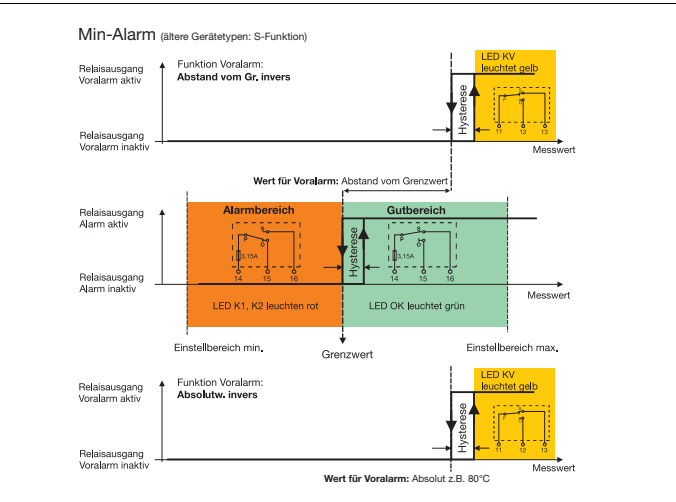 Min-Alarm (ältere Gerätetypen: S-Funktion)
Relaisausgang
Voralarm aktiv
Funktion Voralarm:
Abstand vom Gr. invers
LED KV
leuchtet gelb
Hysterese
11 12 13
Relaisausgang
Voralarm inaktiv
Messwert
Wert für Voralarm: Abstand vom Grenzwert
Relaisausgang
Alarm aktiv
Alarmbereich
Gutbereich
Hysterese
3,15A
14 15 16
3,15A
14 15 16
Relaisausgang
Alarm inaktiv
Messwert
LED K1, K2 leuchten rot
LED OK leuchtet grün
Einstellbereich min.
Grenzwert
Einstellbereich max.
Relaisausgang
Voralarm aktiv
Funktion Voralarm:
Absolutw. invers
LED KV
leuchtet gelb
Hysterese
11 12 13
Relaisausgang
Voralarm inaktiv
Messwert
Wert für Voralarm: Absolut z.B. 80°C